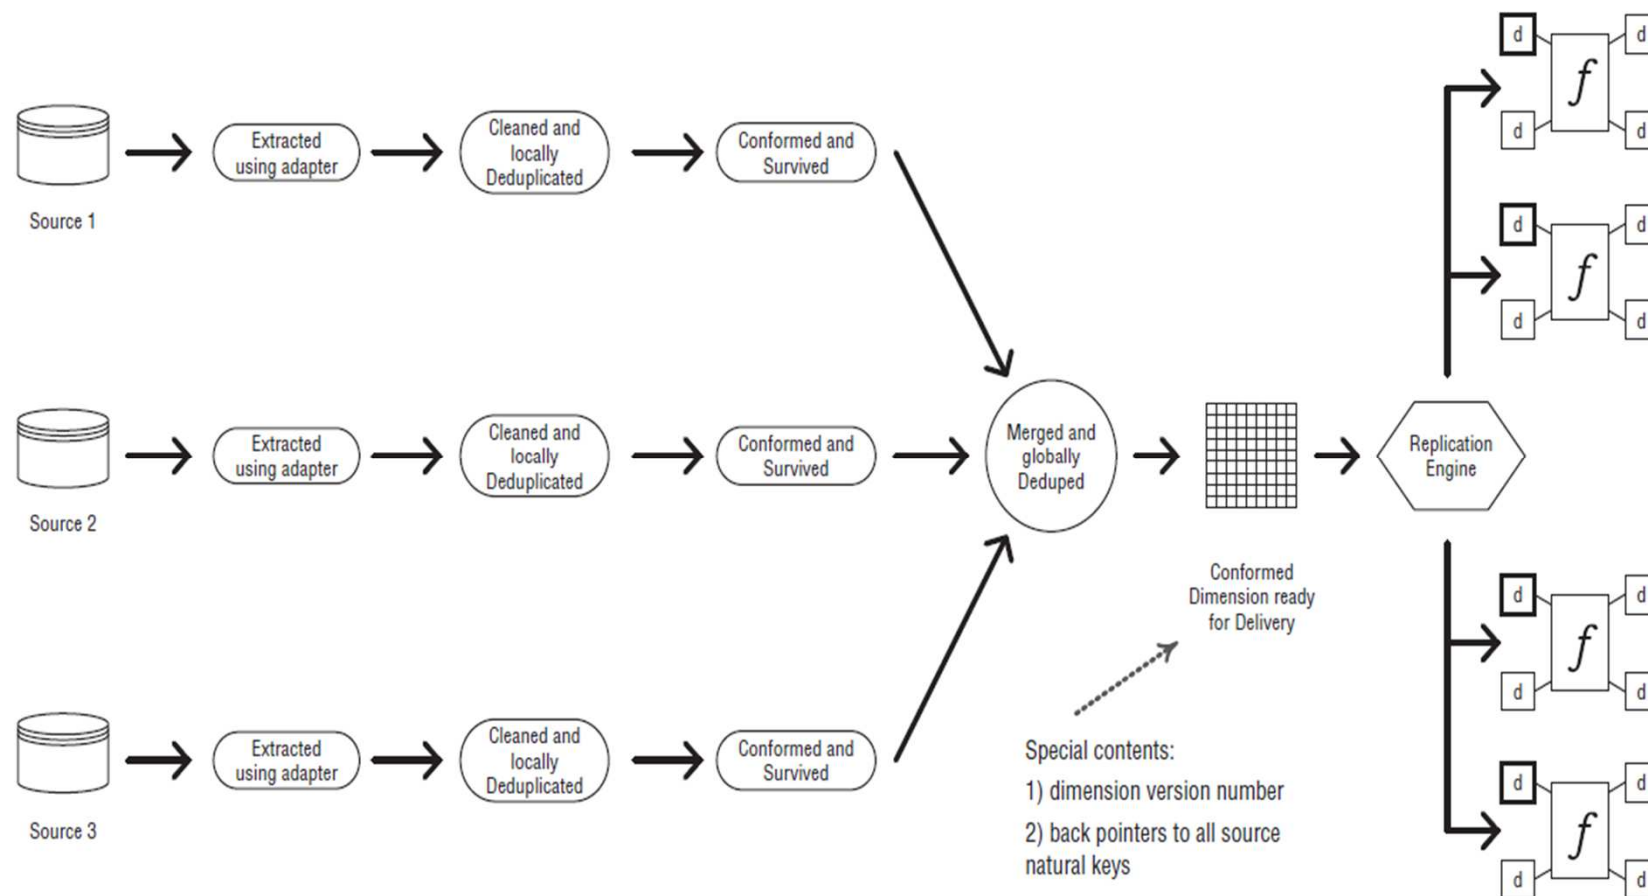 Extracted
using adapter
Cleaned and
locally
Deduplicated
Conformed and
Survived
Source 1
Extracted
using adapter
Cleaned and
locally
Deduplicated
Conformed and
Survived
Source 2
Extracted
using adapter
Cleaned and
locally
Deduplicated
Conformed and
Survived
Source 3
Merged and
globally
Deduped
Conformed
Dimension ready
for Delivery
Special contents:
1) dimension version number
2) back pointers to all source
natural keys
Replication
Engine
d
f
d
d
d
d
f
d
d
d
d
f
d
d
d
d
f
d
d
d